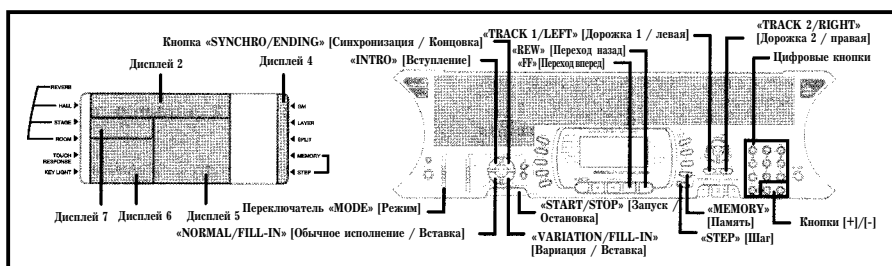 Кнопка «SYNCHRO/ENDING» [Синхронизация / Концовка]
Дисплей 2
Дисплей 4
«INTRO» [Вступление]
«TRACK 1/LEFT» [Дорожка 1 / левая]
«REW» [Переход назад]
«FF» [Переход вперед]
«TRACK 2/RIGHT»
[Дорожка 2 / правая]
Цифровые кнопки
REVERB
HALL
STAGE
ROOM
TOUCH
RESPONSE
KEY LIGHT
GM
LAYER
SPLIT
MEMORY
STEP
Дисплей 7
Дисплей 6
Дисплей 5
Переключатель «MODE» [Режим]
«NORMAL/FILL-IN» [Обычное исполнение / Вставка]
«START/STOP» [Запуск /
Остановка]
«VARIATION/FILL-IN»
[Вариация / Вставка]
«MEMORY»
[Память]
«STEP» [Шаг]
Кнопки [+]/[-]